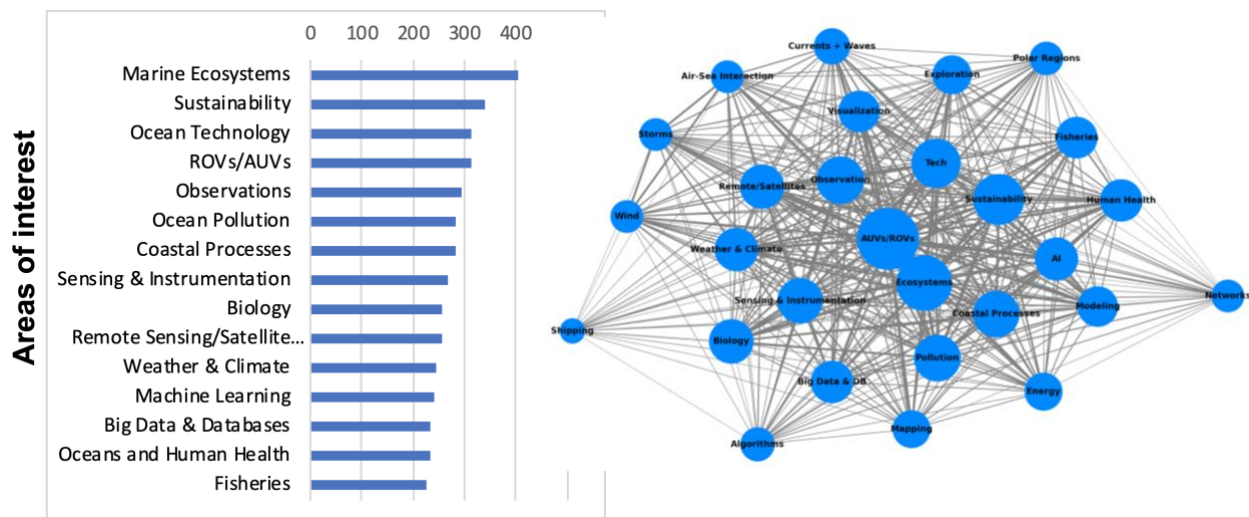 0 100 200 300 400
Areas of interest
Marine Ecosystems
Sustainability
Ocean Technology
ROVs/AUVs
Observations
Ocean Pollution
Coastal Processes
Sensing & Instrumentation
Biology
Remote Sensing/Satellite...
Weather & Climate
Machine Learning
Big Data & Databases
Oceans and Human Health
Fisheries
Currents + Waves
Polar Regions
Air-Sea Interaction
Exploration
Visualization
Storms
Fisheries
Tech
Remote/Satellites
Observation
Sustainability
Human Health
Wind
AUVs/ROVs
Weather & Climate
AI
Ecosystems
Networks
Sensing & Instrumentation
Modeling
Coastal Processes
Shipping
Biology
Pollution
Big Data & DB
Energy
Mapping
Algorithms